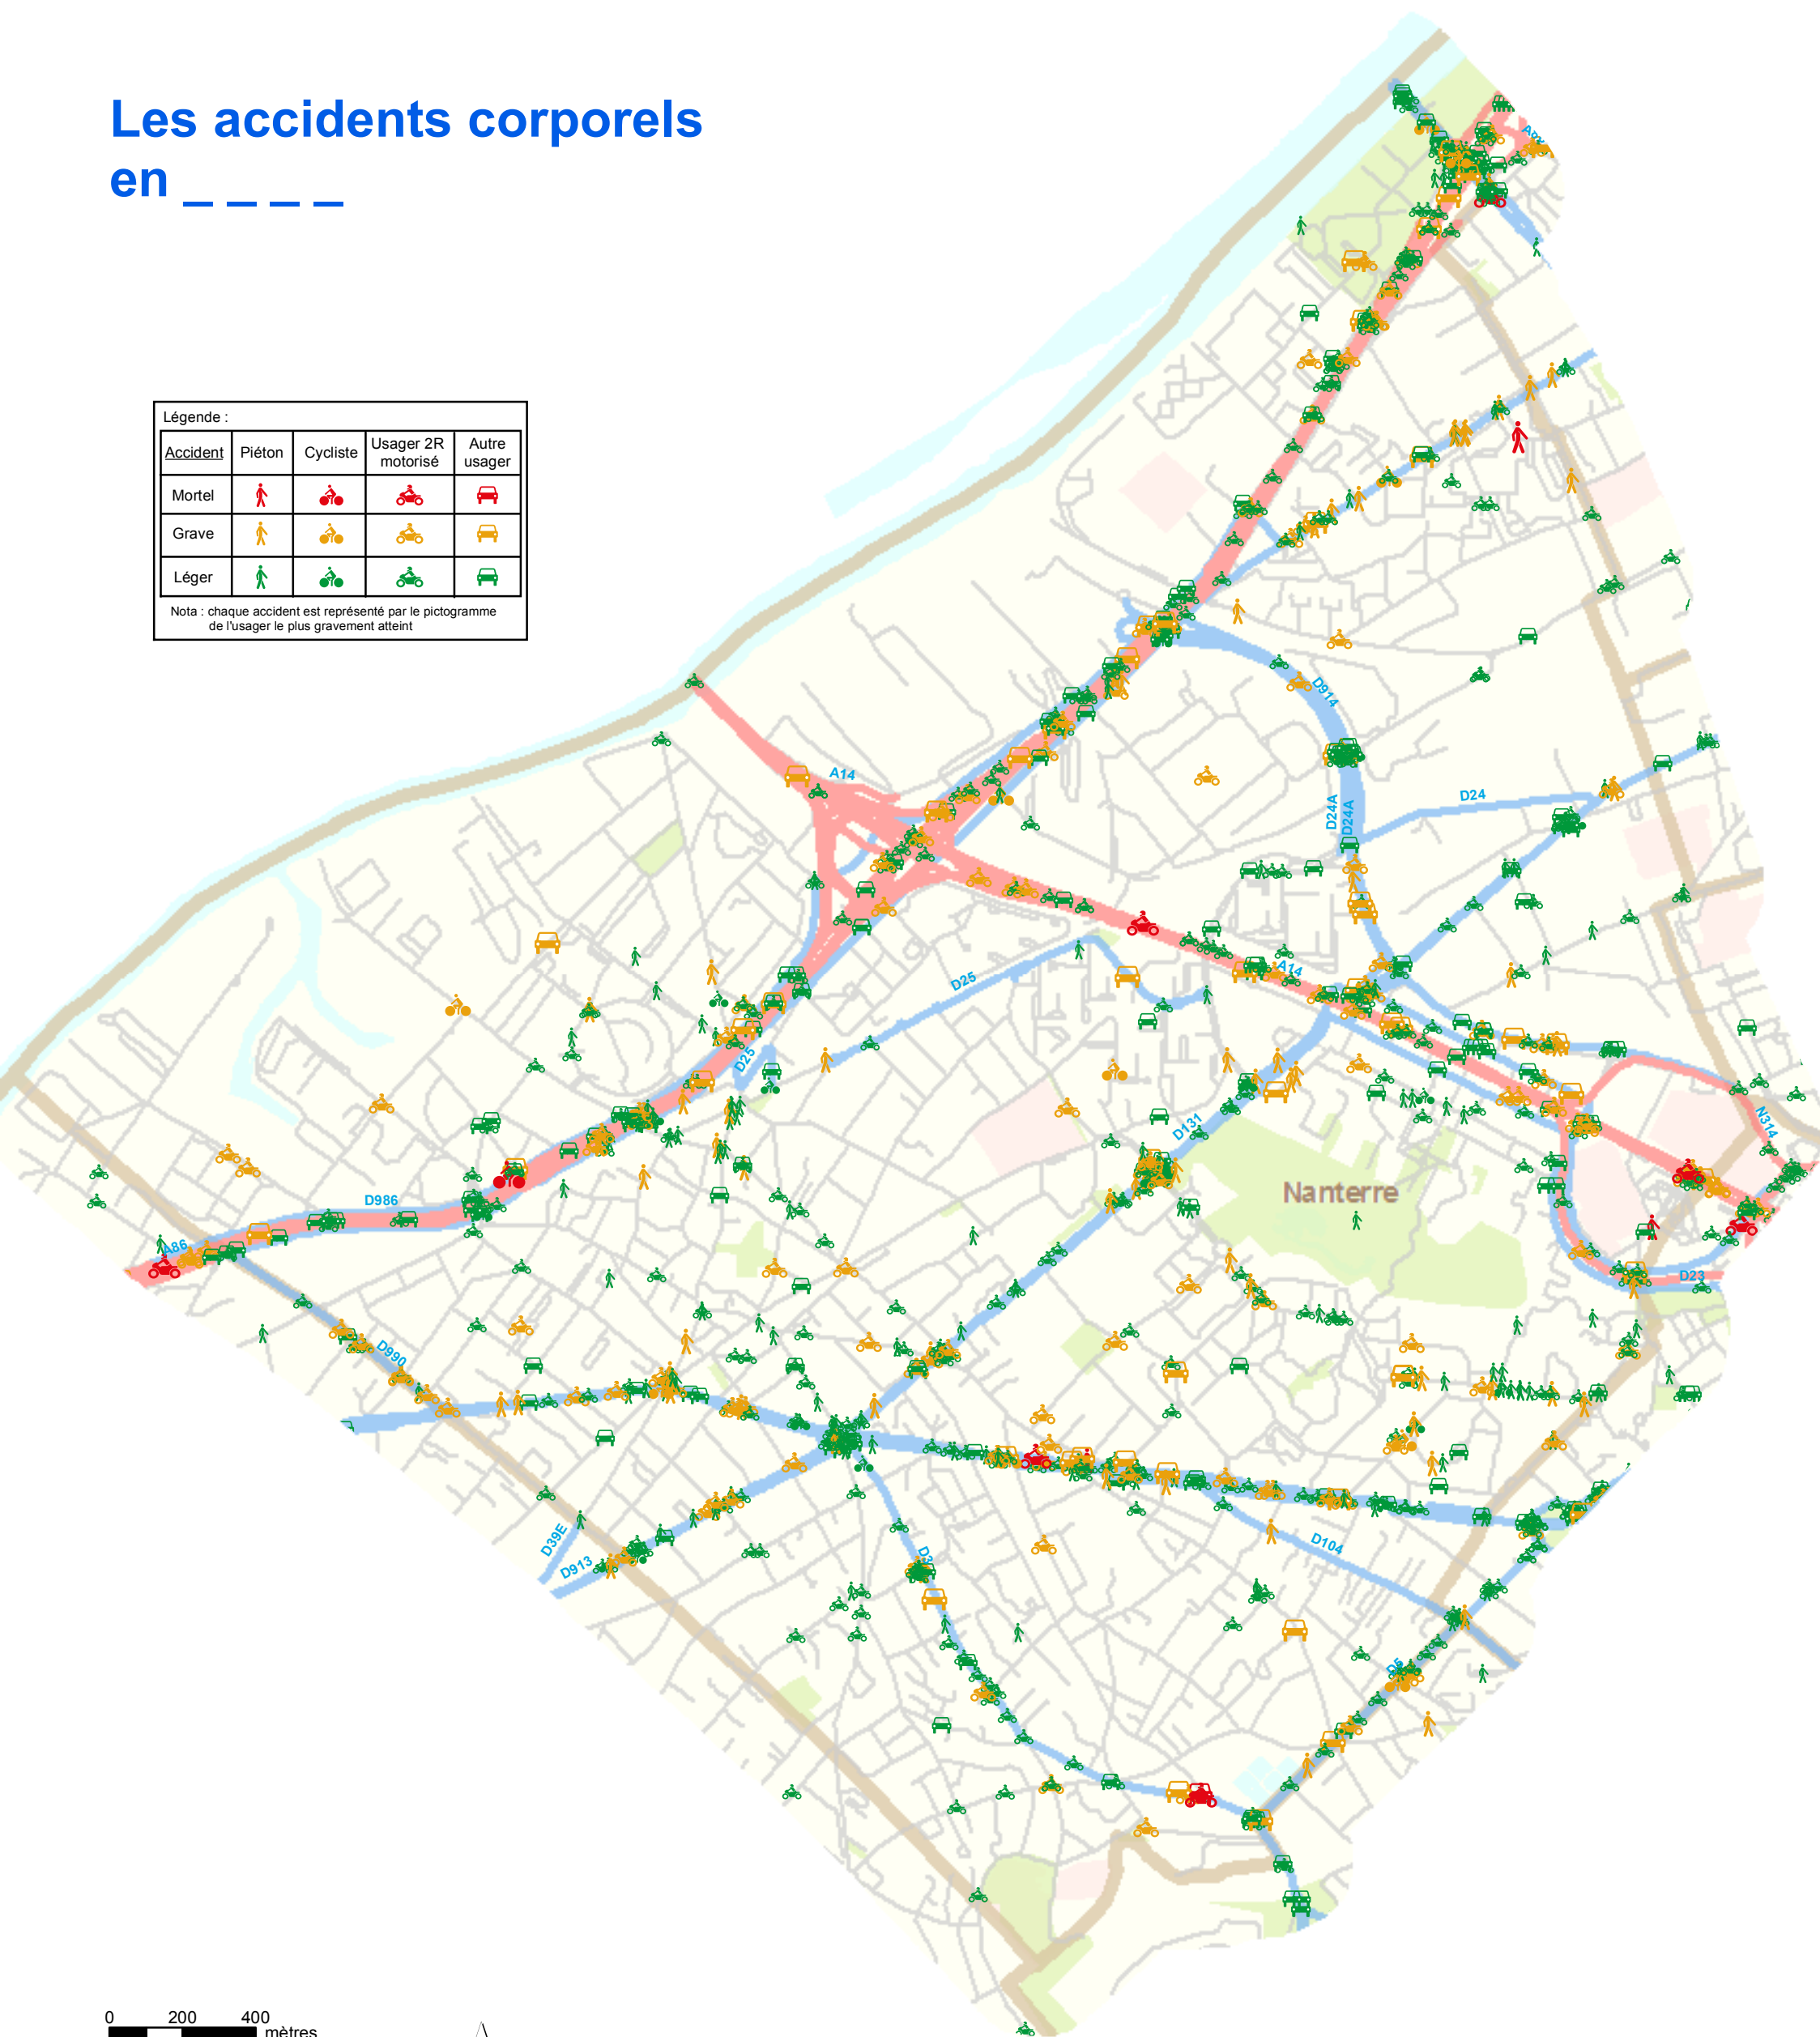 Les accidents corporels
en _ _ _ _
Légende :
Accident
Piéton
Cycliste
Usager 2R
motorisé
Autre
usager
Mortel
Grave
Léger
Nota : chaque accident est représenté par le pictogramme
de l'usager le plus gravement atteint
D914
A14
D24A
D24A
D24
D25
A14
D25
D131
N314
Nanterre
D986
A86
D23
D990
D39E
D913
D104
D5
0 200 400
mètres